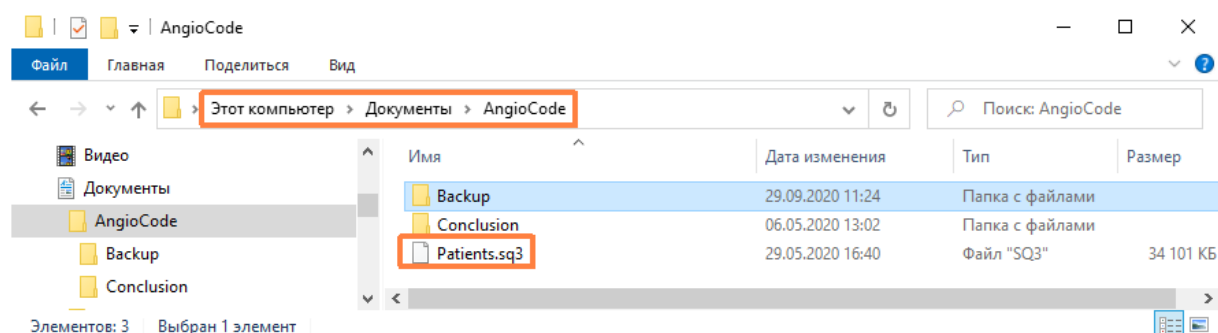 AngioCode
Файл Главная Поделиться Вид
Этот компьютер > Документы > AngioCode Поиск: AngioCode
Видео
Документы
AngioCode
Backup
Conclusion
Имя Дата изменения Тип Размер
Backup 29.09.2020 11:24 Папка с файлами
Conclusion 06.05.2020 13:02 Папка с файлами
Patients.sq3 29.05.2020 16:40 Файл "SQ3" 34 101 КБ
Элементов: 3 Выбран 1 элемент